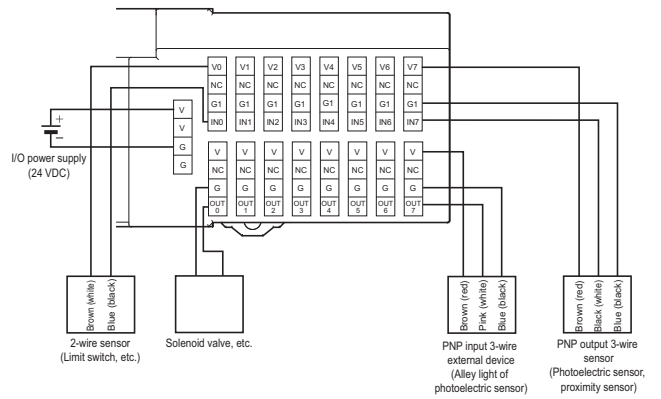 V0 V1 V2 V3 V4 V5 V6 V7
NC NC NC NC NC NC NC NC
G1 G1 G1 G1 G1 G1 G1 G1
IN0 IN1 IN2 IN3 IN4 IN5 IN6 IN7
V
V
G
G
+
−
I/O power supply
(24 VDC)
V V V V V V V V
NC NC NC NC NC NC NC NC
G G G G G G G G
OUT 0 OUT 1 OUT 2 OUT 3 OUT 4 OUT 5 OUT 6 OUT 7
Brown (white)
Blue (black)
2-wire sensor
(Limit switch, etc.)
Solenoid valve, etc.
Brown (red)
Pink (white)
Blue (black)
PNP input 3-wire
external device
(Alley light of
photoelectric sensor)
Brown (red)
Black (white)
Blue (black)
PNP output 3-wire
sensor
(Photoelectric sensor,
proximity sensor)